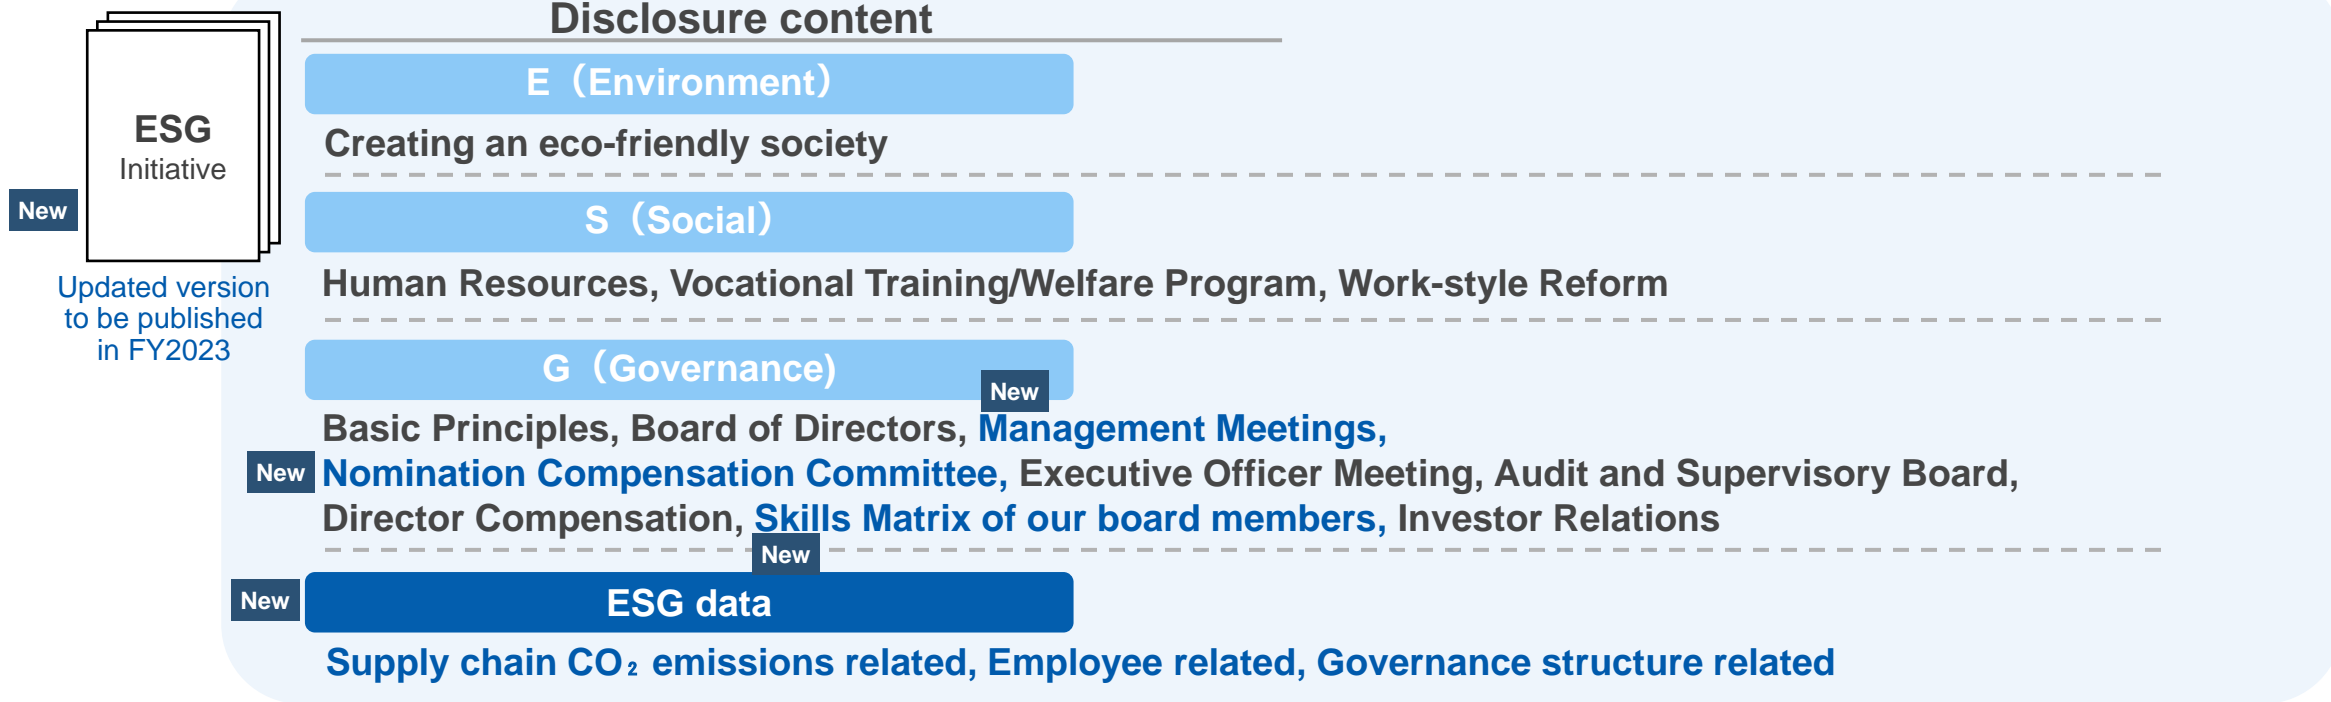 Disclosure content
ESG
Initiative
New
Updated version
to be published
in FY2023
E（Environment）
Creating an eco-friendly society
S（Social）
Human Resources, Vocational Training/Welfare Program, Work-style Reform
G（Governance)
New
Basic Principles, Board of Directors, Management Meetings,
New Nomination Compensation Committee, Executive Officer Meeting, Audit and Supervisory Board,
Director Compensation, Skills Matrix of our board members, Investor Relations
New
New
ESG data
Supply chain CO₂ emissions related, Employee related, Governance structure related